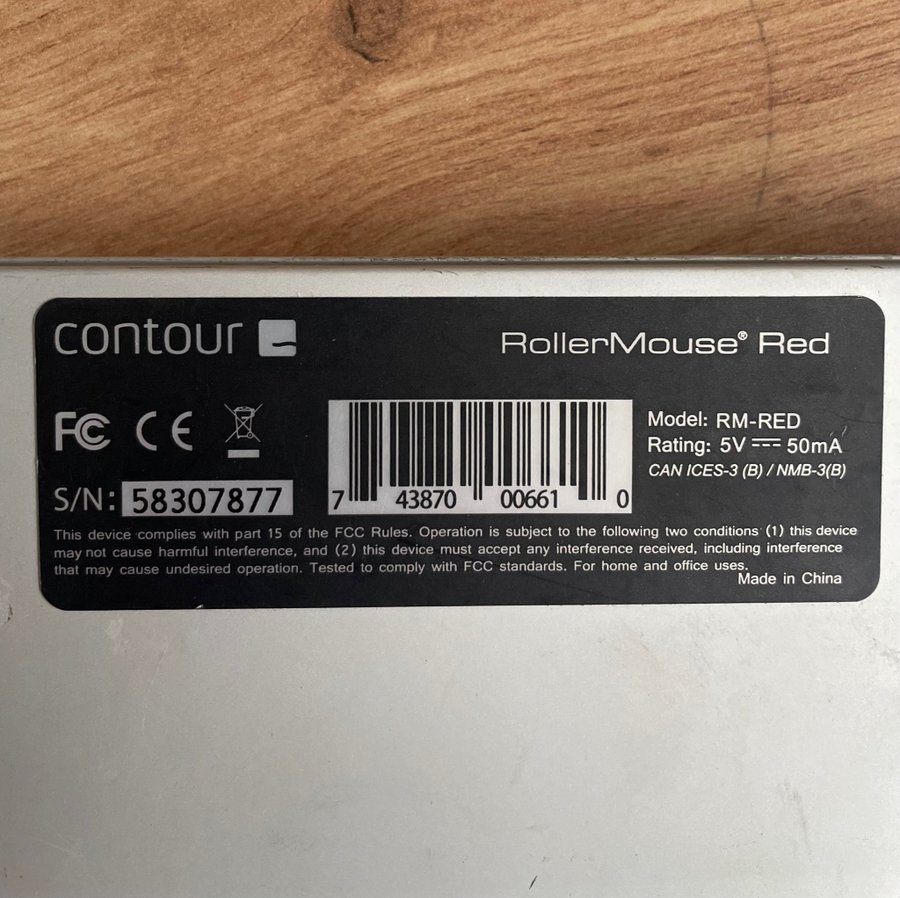 contour
RollerMouse® Red
FC CE
Model: RM-RED
Rating: 5V ⎓ 50mA
CAN ICES-3 (B) / NMB-3(B)
S/N: 58307877
7 43870 00661 0
This device complies with part 15 of the FCC Rules. Operation is subject to the following two conditions (1) this device
may not cause harmful interference, and (2) this device must accept any interference received, including interference
that may cause undesired operation. Tested to comply with FCC standards. For home and office uses.
Made in China